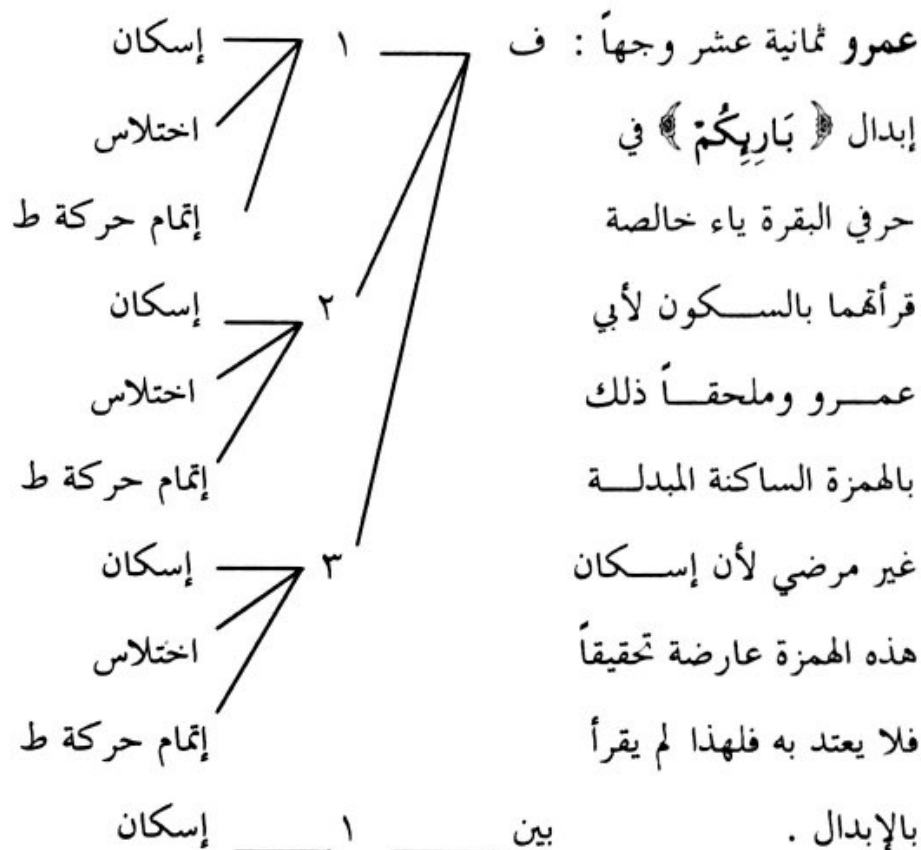 عمرو ثمانية عشر وجهاً : ف ١ إسكان
إبدال ﴿ بَارِيِكُمْ ﴾ في اختلاس
حرفي البقرة ياء خالصة إتمام حركة ط
قرأتهما بالسكون لأبي ٢ إسكان
عمرو وملحقاً ذلك اختلاس
بالهمزة الساكنة المبدلة إتمام حركة ط
غير مرضي لأن إسكان ٣ إسكان
هذه الهمزة عارضة تحقيقاً اختلاس
فلا يعتد به فلهذا لم يقرأ إتمام حركة ط
بالإبدال . بين ١ إسكان